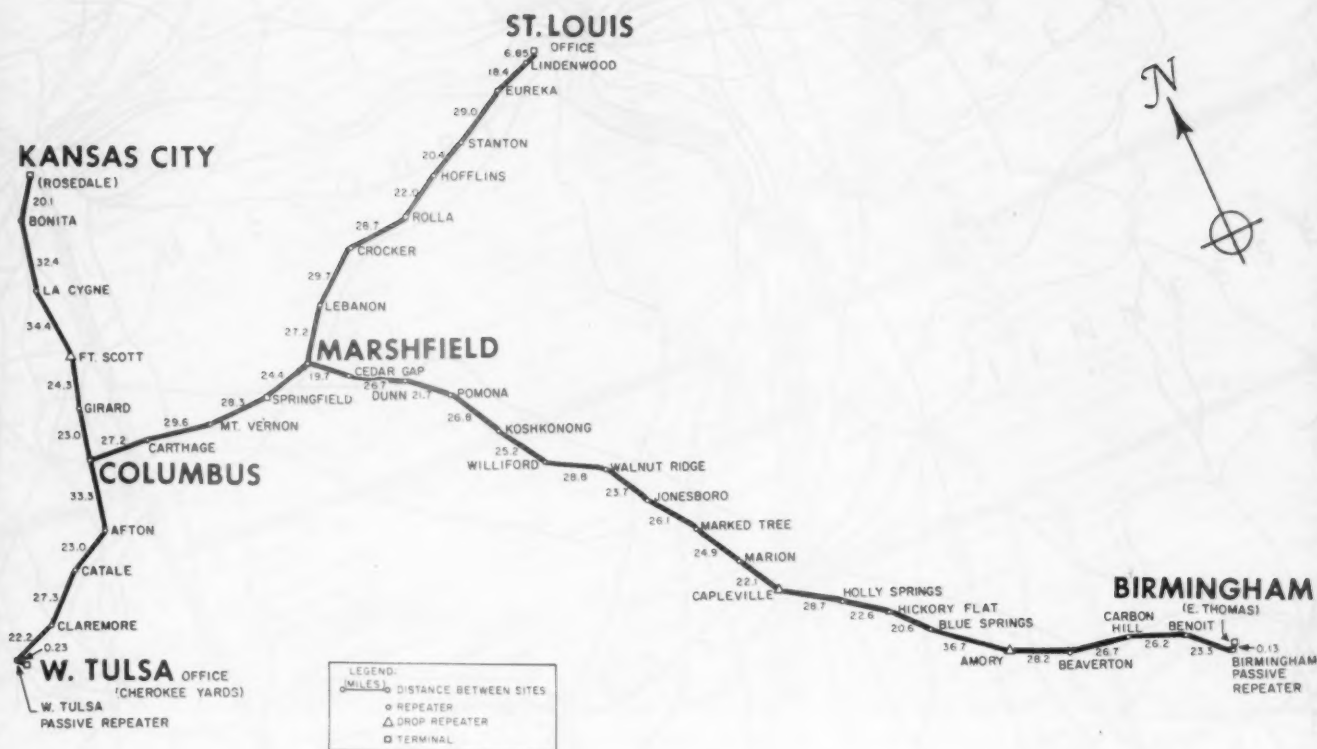 ST. LOUIS
OFFICE
6.85
LINDENWOOD
18.4
EUREKA
29.0
STANTON
20.4
HOFFLINS
22.0
ROLLA
28.7
CROCKER
29.7
LEBANON
27.2
N
KANSAS CITY
(ROSEDALE)
20.1
BONITA
32.4
LA CYGNE
34.4
FT. SCOTT
24.3
GIRARD
23.0
COLUMBUS
27.2
CARTHAGE
29.6
MT. VERNON
28.3
SPRINGFIELD
24.4
MARSHFIELD
19.7
CEDAR GAP
26.7
DUNN
21.7
POMONA
26.8
KOSHKONONG
25.2
WILLIFORD
28.8
WALNUT RIDGE
23.7
JONESBORO
26.1
MARKED TREE
24.9
MARION
22.1
CAPLEVILLE
28.7
HOLLY SPRINGS
22.6
HICKORY FLAT
20.6
BLUE SPRINGS
36.7
AMORY
28.2
BEAVERTON
26.7
CARBON
HILL
26.2
BENOIT
23.3
BIRMINGHAM
(E. THOMAS)
0.13
BIRMINGHAM
PASSIVE
REPEATER
33.3
AFTON
23.0
CATALE
27.3
CLAREMORE
22.2
0.23
W. TULSA OFFICE
(CHEROKEE YARDS)
W. TULSA
PASSIVE REPEATER
LEGEND:
(MILES) DISTANCE BETWEEN SITES
REPEATER
DROP REPEATER
TERMINAL